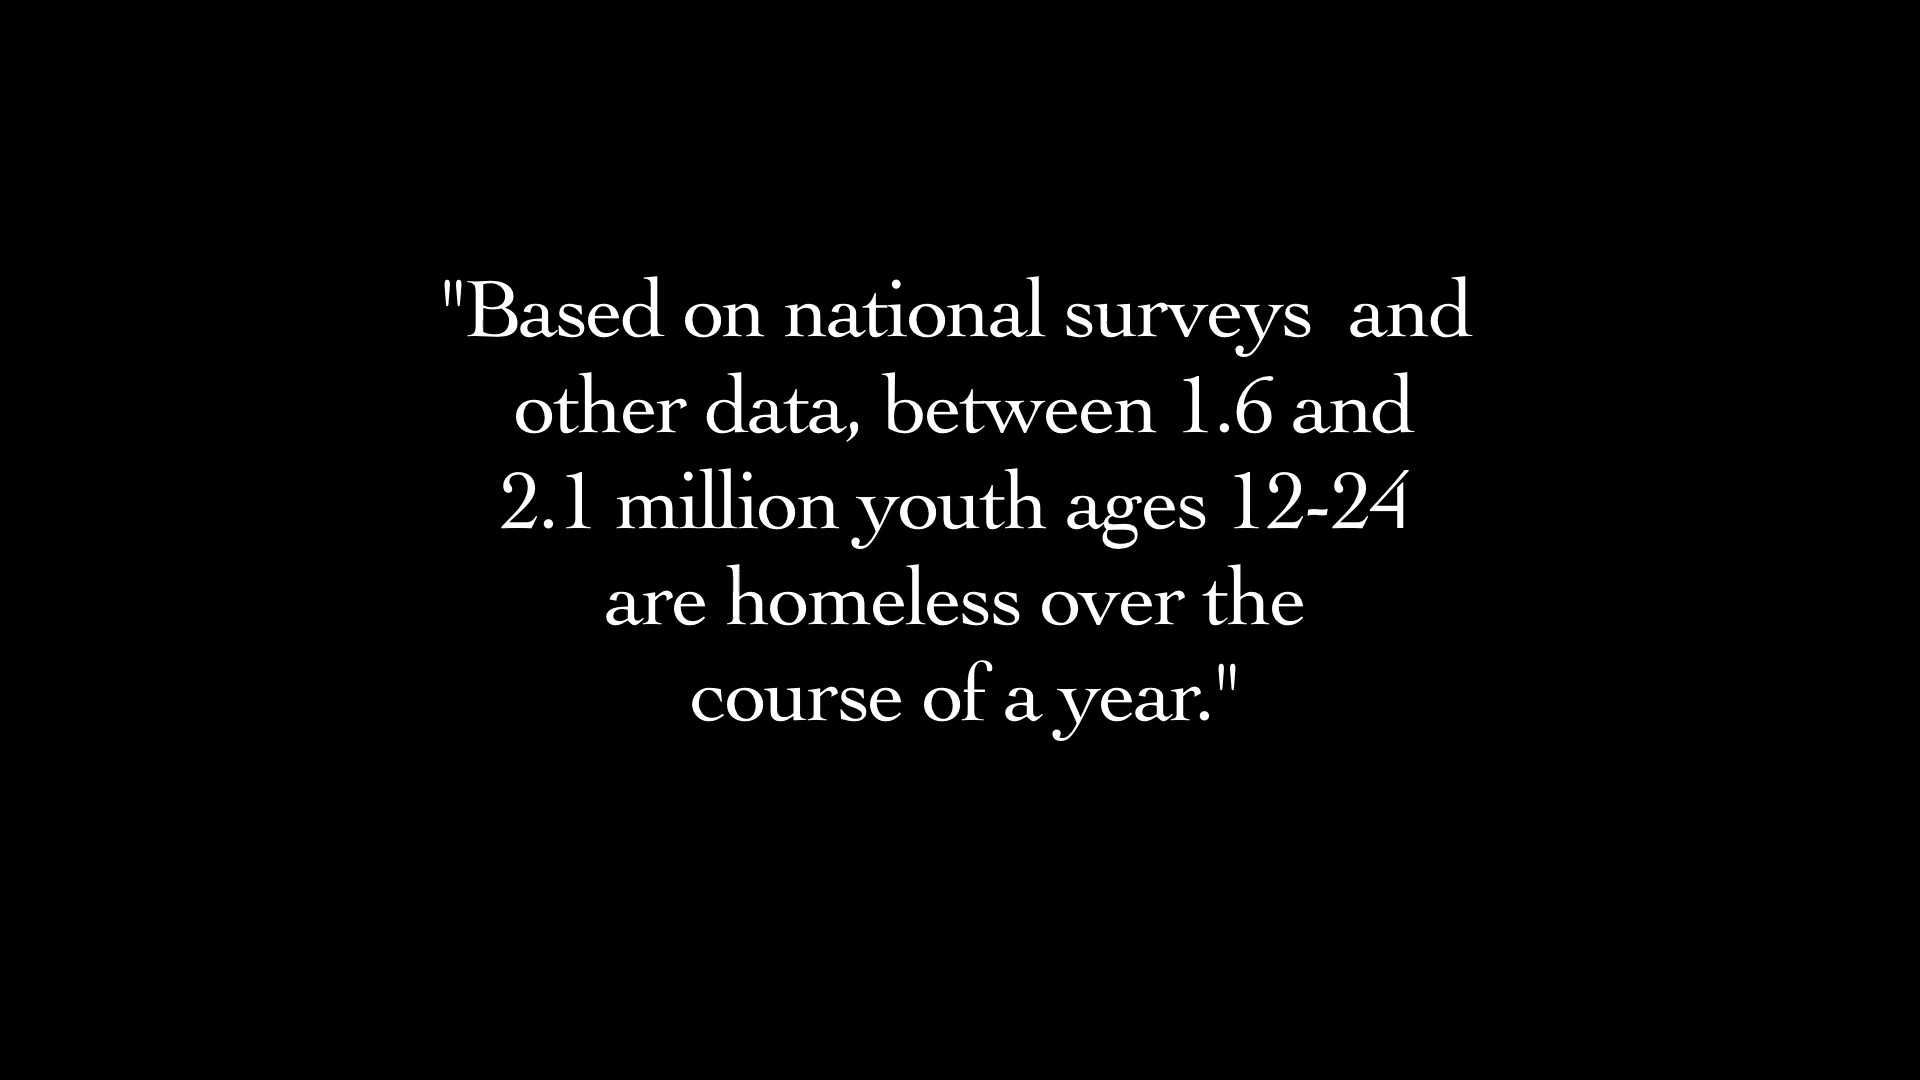 "Based on national surveys  and
other data, between 1.6 and
2.1 million youth ages 12-24
are homeless over the
course of a year."